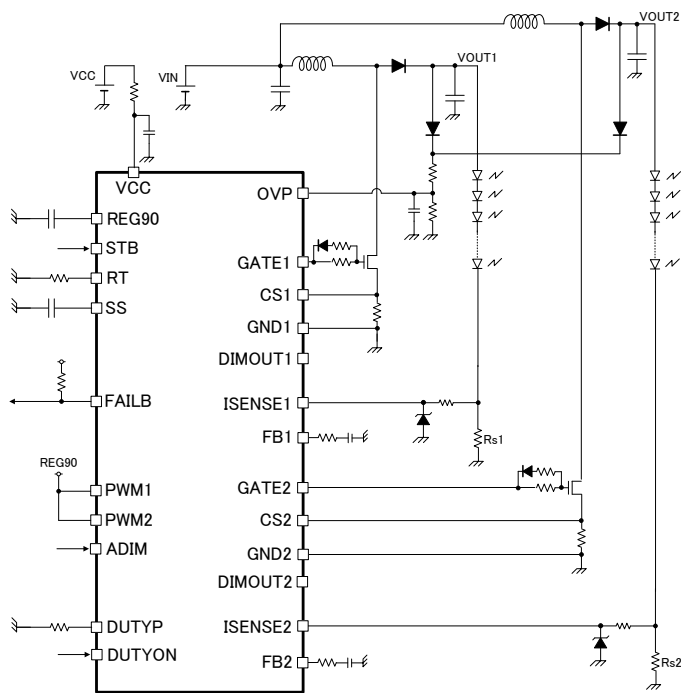 VOUT2
VOUT1
VCC
VIN
VCC
REG90
STB
RT
SS
FAILB
REG90
PWM1
PWM2
ADIM
DUTYP
DUTYON
OVP
GATE1
CS1
GND1
DIMOUT1
ISENSE1
Rs1
FB1
GATE2
CS2
GND2
DIMOUT2
ISENSE2
Rs2
FB2